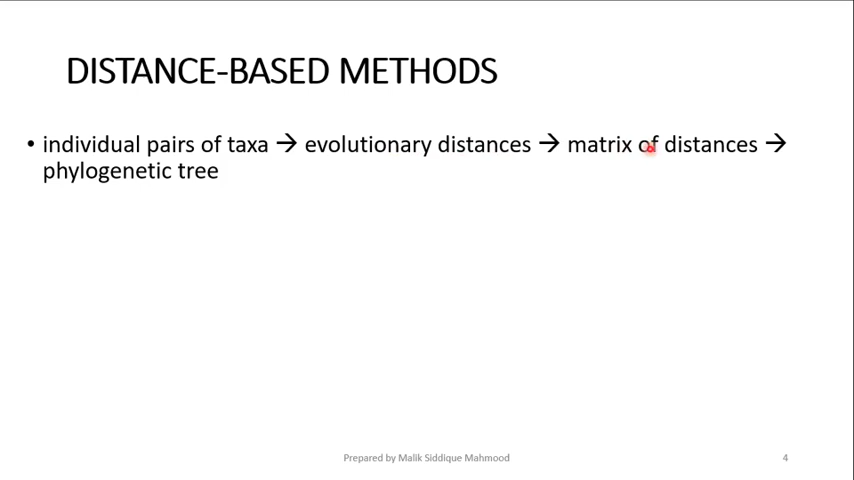 DISTANCE-BASED METHODS
• individual pairs of taxa → evolutionary distances → matrix of distances →
phylogenetic tree
Prepared by Malik Siddique Mahmood
4